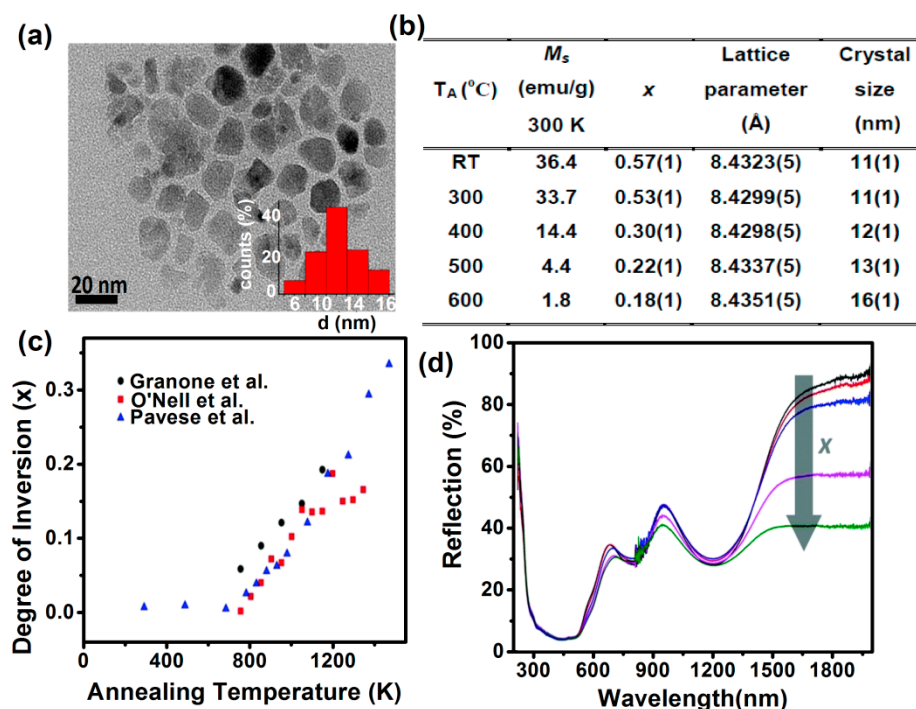 (a)
20 nm
counts (%)
40
20
0
6 10 14 16
d (nm)
(b)
T_A (°C) M_s (emu/g) 300 K x Lattice parameter (Å) Crystal size (nm)
RT 36.4 0.57(1) 8.4323(5) 11(1)
300 33.7 0.53(1) 8.4299(5) 11(1)
400 14.4 0.30(1) 8.4298(5) 12(1)
500 4.4 0.22(1) 8.4337(5) 13(1)
600 1.8 0.18(1) 8.4351(5) 16(1)
(c)
Degree of Inversion (x)
0.3
0.2
0.1
0.0
Granone et al.
O'Nell et al.
Pavese et al.
0 400 800 1200
Annealing Temperature (K)
(d)
Reflection (%)
100
80
60
40
20
0
x
300 600 900 1200 1500 1800
Wavelength(nm)